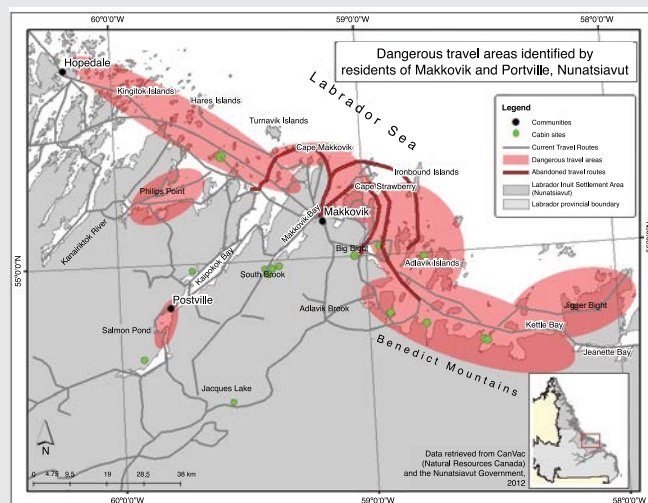 60°0'0"W
59°0'0"W
58°0'0"W
Dangerous travel areas identified by
residents of Makkovik and Portville, Nunatsiavut
Hopedale
Kingitok Islands
Hares Islands
Turnavik Islands
Labrador Sea
Cape Makkovik
Ironbound Islands
Cape Strawberry
Philips Point
Makkovik
Makkovik Bay
Kanairiktok River
Kaipokok Bay
Big Bight
Adlavik Islands
South Brook
55°0'0"N
55°0'0"N
Postville
Adlavik Brook
Jigger Bight
Salmon Pond
Kettle Bay
Jeanette Bay
Benedict Mountains
Jacques Lake
Legend
Communities
Cabin sites
Current Travel Routes
Dangerous travel areas
Abandoned travel routes
Labrador Inuit Settlement Area
(Nunatsiavut)
Labrador provincial boundary
N
0 4.75 9.5 19 28.5 38 km
Data retrieved from CanVac
(Natural Resources Canada)
and the Nunatsiavut Government,
2012
60°0'0"W
59°0'0"W
58°0'0"W